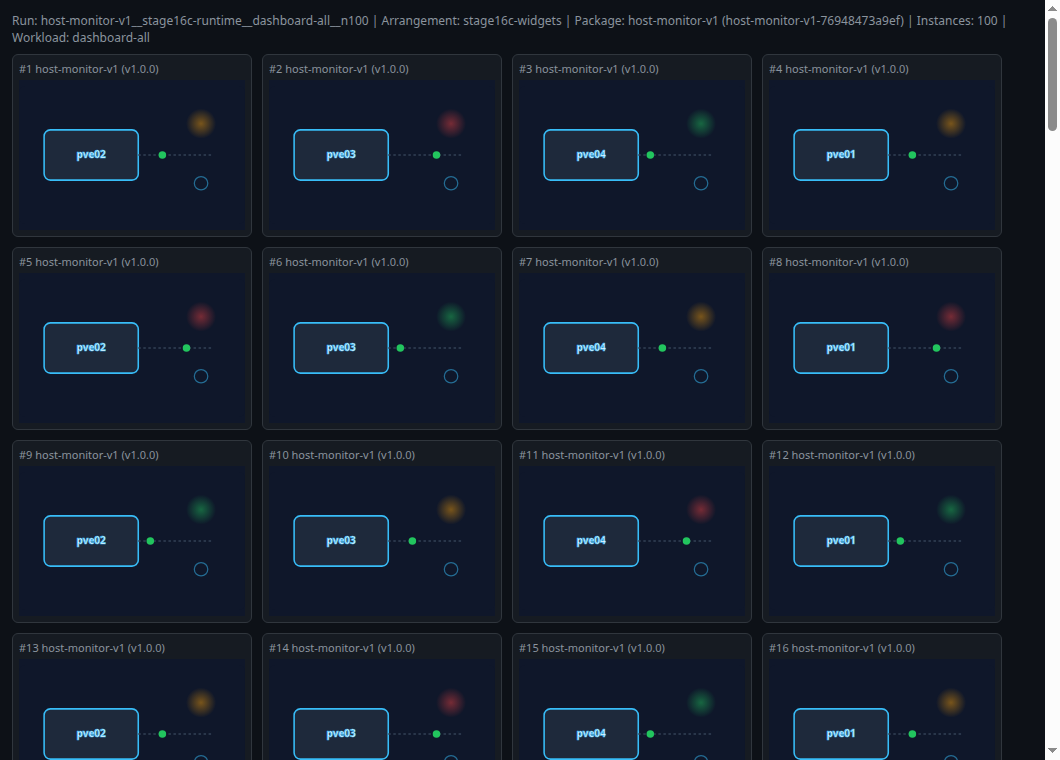 Run: host-monitor-v1__stage16c-runtime__dashboard-all__n100 | Arrangement: stage16c-widgets | Package: host-monitor-v1 (host-monitor-v1-76948473a9ef) | Instances: 100 |
Workload: dashboard-all
#1 host-monitor-v1 (v1.0.0)
#2 host-monitor-v1 (v1.0.0)
#3 host-monitor-v1 (v1.0.0)
#4 host-monitor-v1 (v1.0.0)
pve02
pve03
pve04
pve01
#5 host-monitor-v1 (v1.0.0)
#6 host-monitor-v1 (v1.0.0)
#7 host-monitor-v1 (v1.0.0)
#8 host-monitor-v1 (v1.0.0)
pve02
pve03
pve04
pve01
#9 host-monitor-v1 (v1.0.0)
#10 host-monitor-v1 (v1.0.0)
#11 host-monitor-v1 (v1.0.0)
#12 host-monitor-v1 (v1.0.0)
pve02
pve03
pve04
pve01
#13 host-monitor-v1 (v1.0.0)
#14 host-monitor-v1 (v1.0.0)
#15 host-monitor-v1 (v1.0.0)
#16 host-monitor-v1 (v1.0.0)
pve02
pve03
pve04
pve01